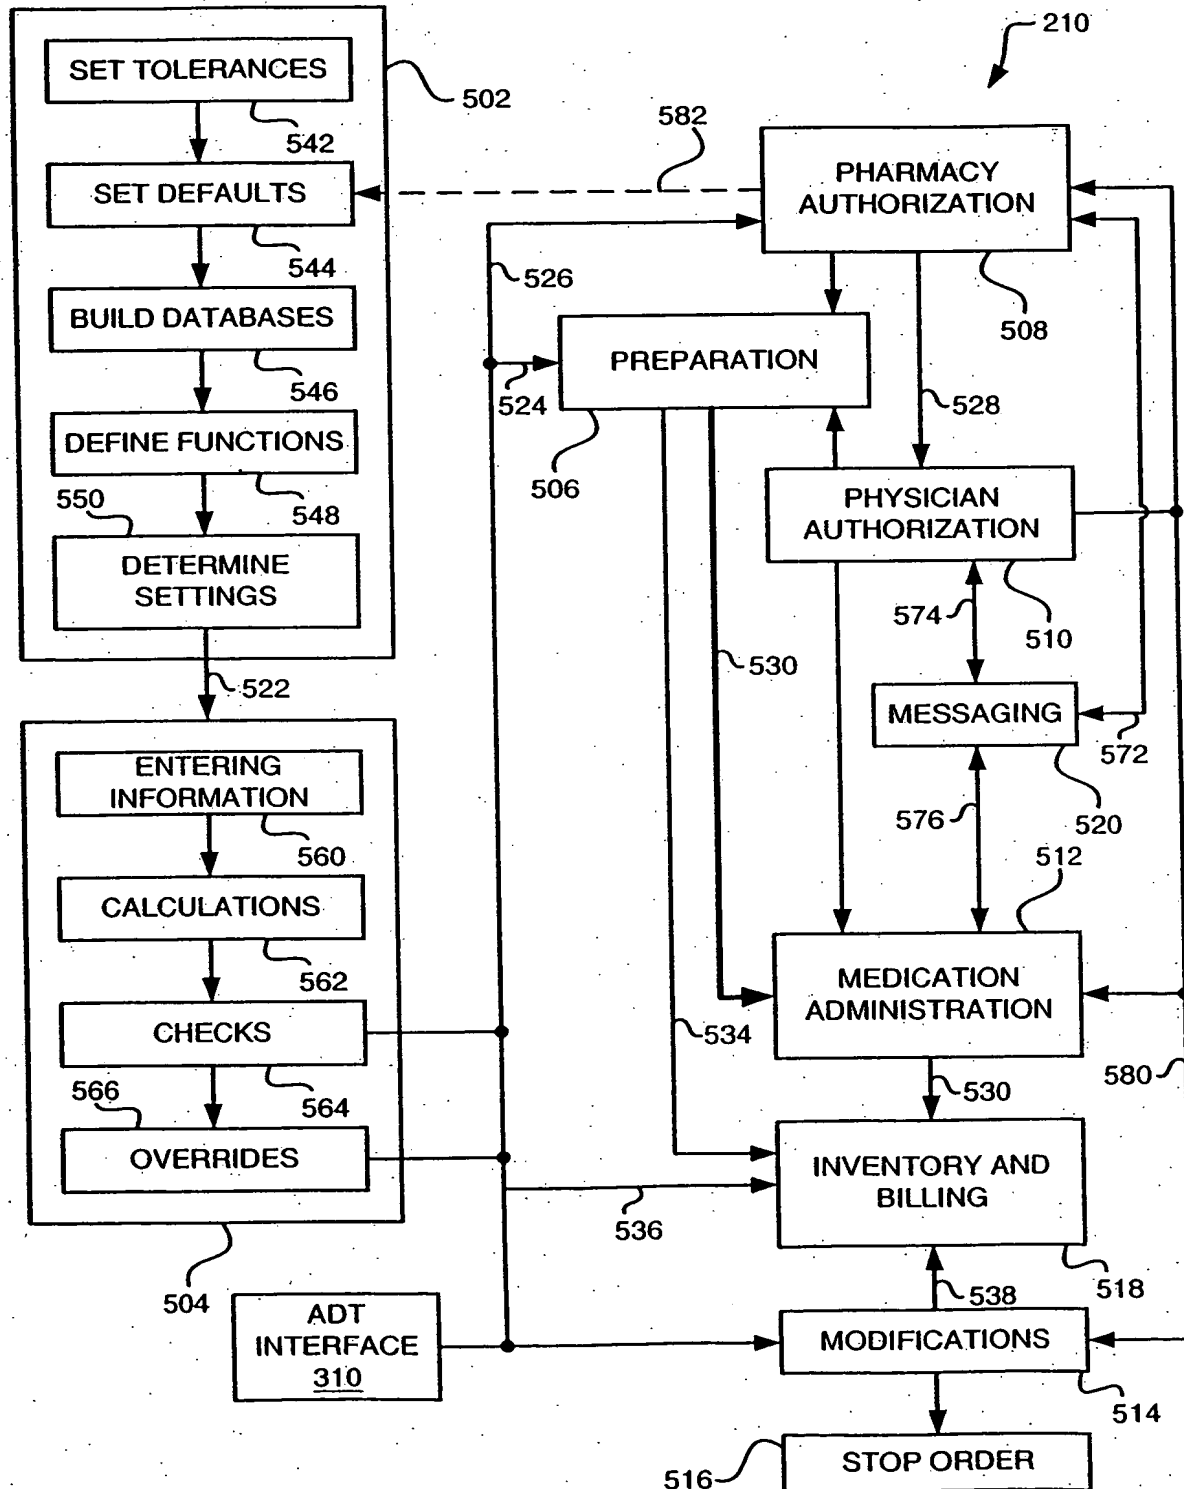 210
SET TOLERANCES
502
542
582
SET DEFAULTS
PHARMACY
AUTHORIZATION
544
526
508
BUILD DATABASES
PREPARATION
524
546
528
DEFINE FUNCTIONS
506
550
548
PHYSICIAN
AUTHORIZATION
DETERMINE
SETTINGS
574
510
530
522
MESSAGING
572
ENTERING
INFORMATION
576
520
560
512
CALCULATIONS
562
MEDICATION
ADMINISTRATION
CHECKS
534
566
564
530
580
OVERRIDES
INVENTORY AND
BILLING
536
504
518
538
ADT
INTERFACE
310
MODIFICATIONS
514
STOP ORDER
516